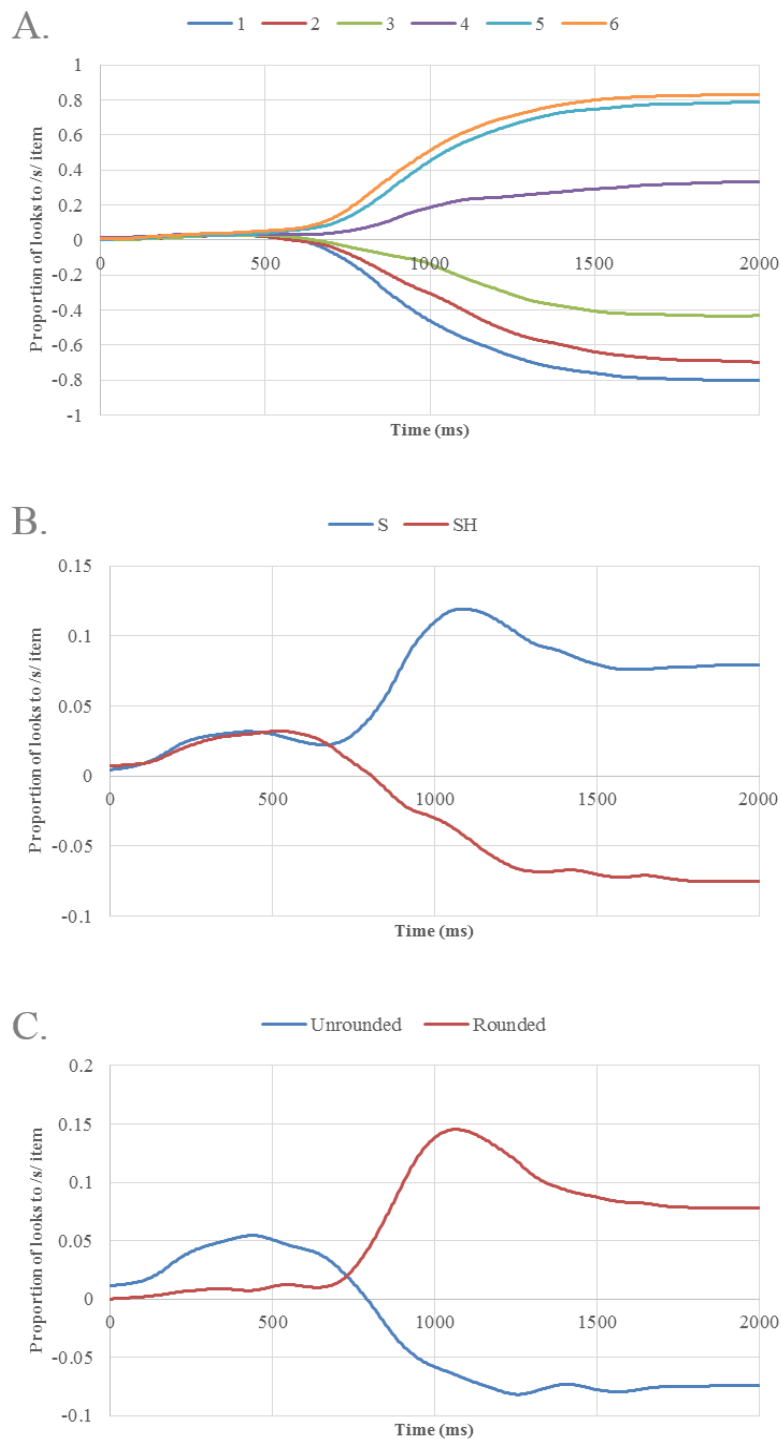 A.
1 2 3 4 5 6
1
0.8
0.6
0.4
0.2
0
-0.2
-0.4
-0.6
-0.8
-1
0 500 1000 1500 2000
Proportion of looks to /s/ item
Time (ms)
B.
S SH
0.15
0.1
0.05
0
-0.05
-0.1
0 500 1000 1500 2000
Proportion of looks to /s/ item
Time (ms)
C.
Unrounded Rounded
0.2
0.15
0.1
0.05
0
-0.05
-0.1
0 500 1000 1500 2000
Proportion of looks to /s/ item
Time (ms)